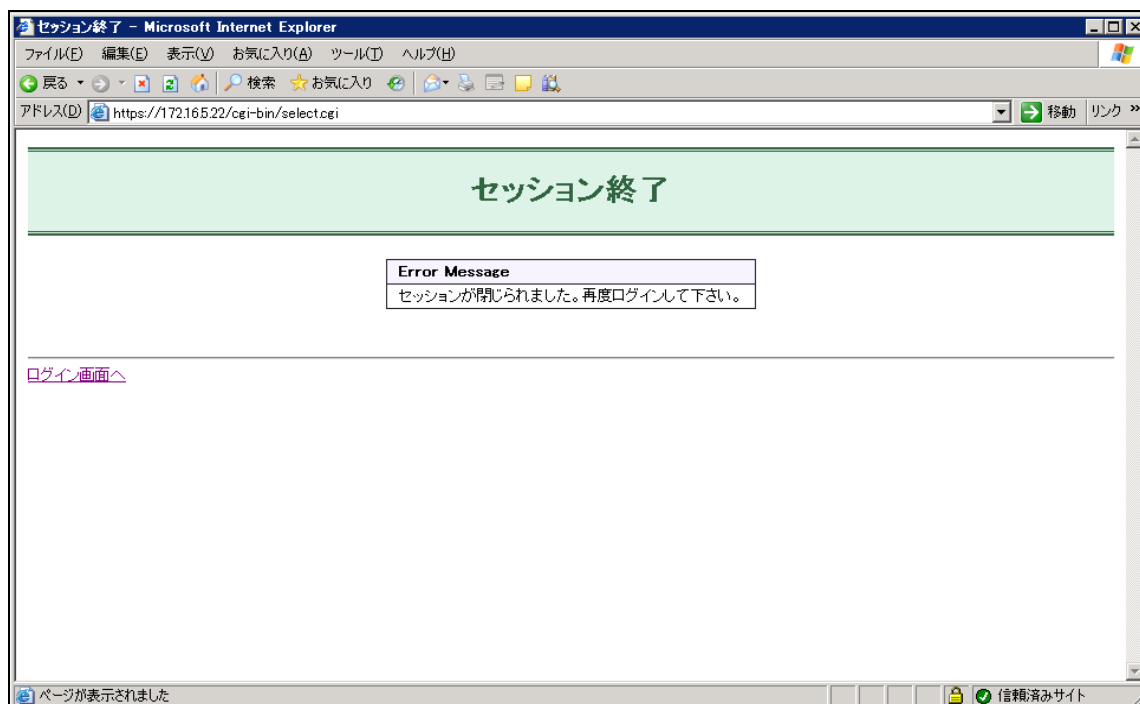 セッション終了 - Microsoft Internet Explorer
ファイル(F) 編集(E) 表示(V) お気に入り(A) ツール(T) ヘルプ(H)
戻る 検索 お気に入り
アドレス(D) https://172.16.5.22/cgi-bin/select.cgi 移動 リンク »
セッション終了
Error Message
セッションが閉じられました。再度ログインして下さい。
ログイン画面へ
ページが表示されました 信頼済みサイト